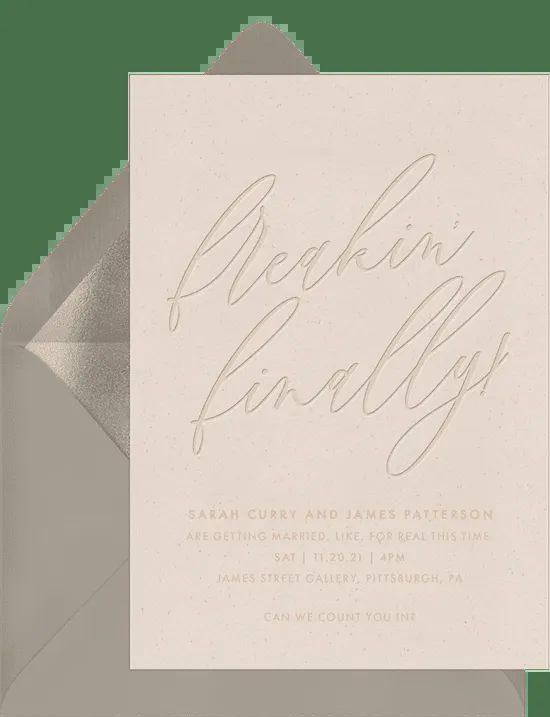 freakin'
finally!
SARAH CURRY AND JAMES PATTERSON
ARE GETTING MARRIED, LIKE, FOR REAL THIS TIME
SAT | 11.20.21 | 4PM
JAMES STREET GALLERY, PITTSBURGH, PA
CAN WE COUNT YOU IN?